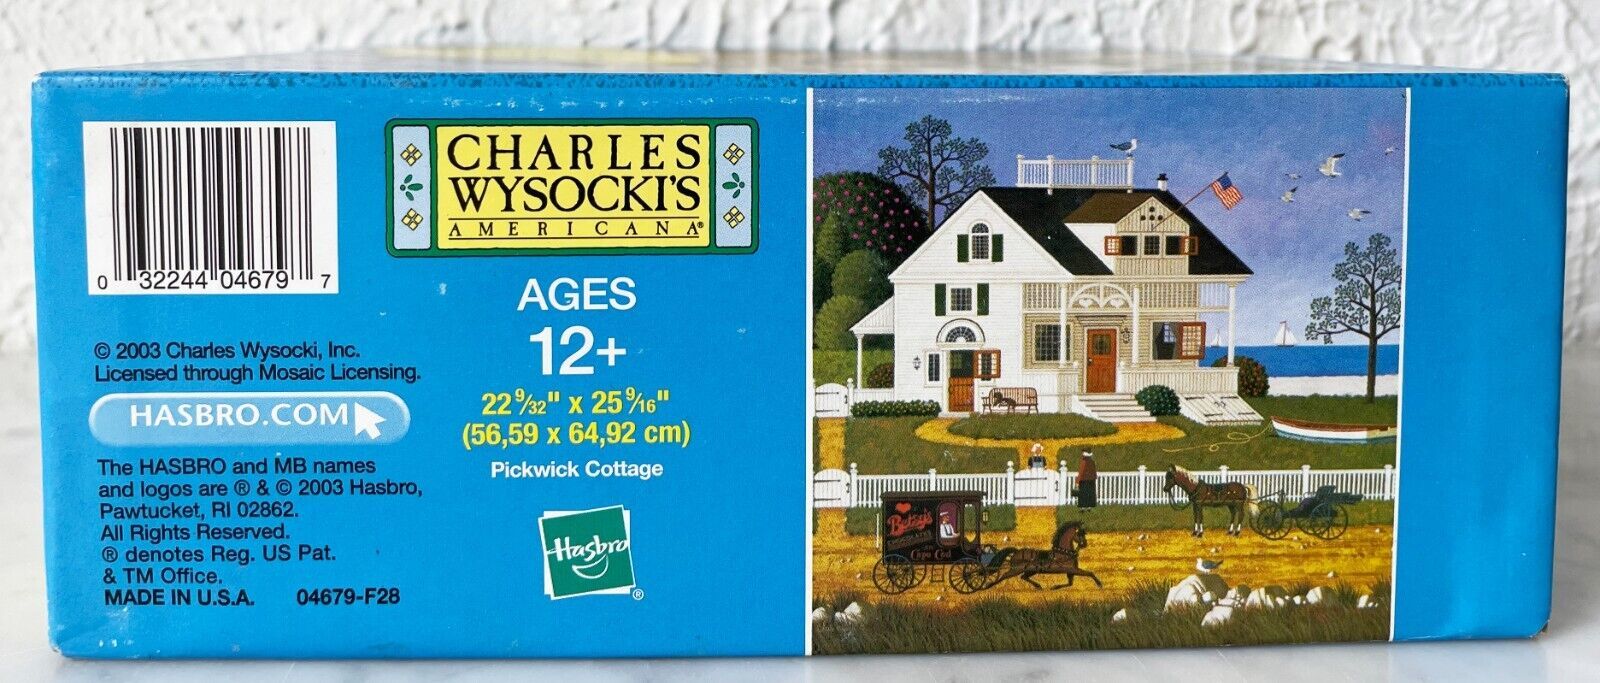 0 32244 04679 7
© 2003 Charles Wysocki, Inc.
Licensed through Mosaic Licensing.
HASBRO.COM
The HASBRO and MB names
and logos are ® & © 2003 Hasbro,
Pawtucket, RI 02862.
All Rights Reserved.
® denotes Reg. US Pat.
& TM Office.
MADE IN U.S.A. 04679-F28
CHARLES
WYSOCKI'S
AMERICANA®
AGES
12+
22 9/32" x 25 9/16"
(56,59 x 64,92 cm)
Pickwick Cottage
Hasbro
®
Betsy's
CHOCOLATES
Cape Cod